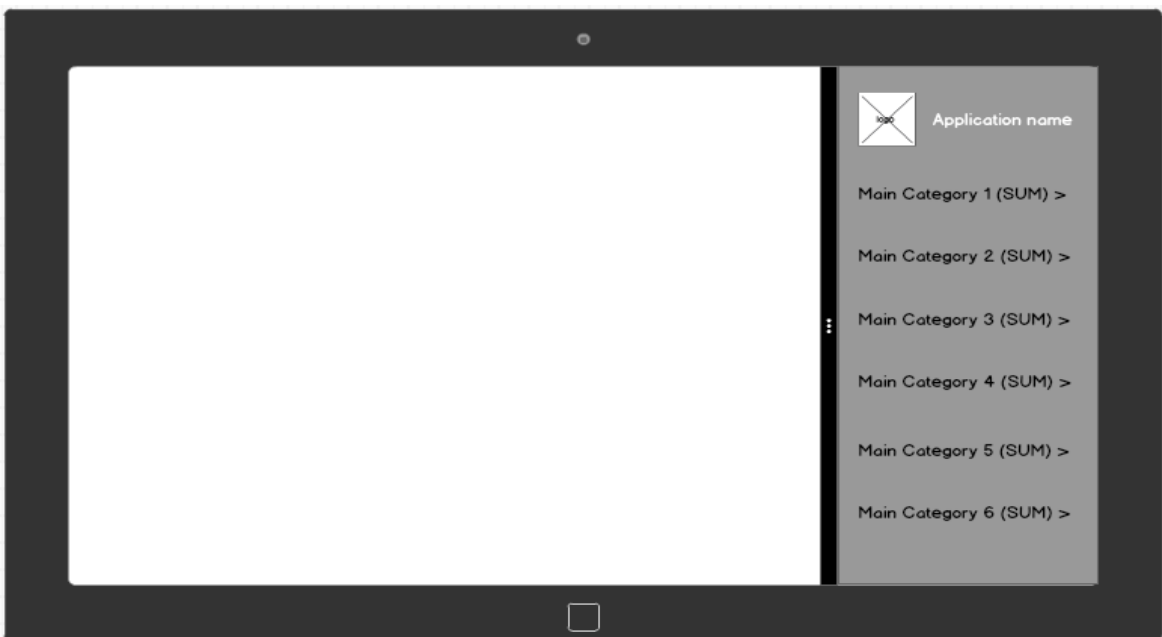 logo
Application name
Main Category 1 (SUM) >
Main Category 2 (SUM) >
Main Category 3 (SUM) >
Main Category 4 (SUM) >
Main Category 5 (SUM) >
Main Category 6 (SUM) >